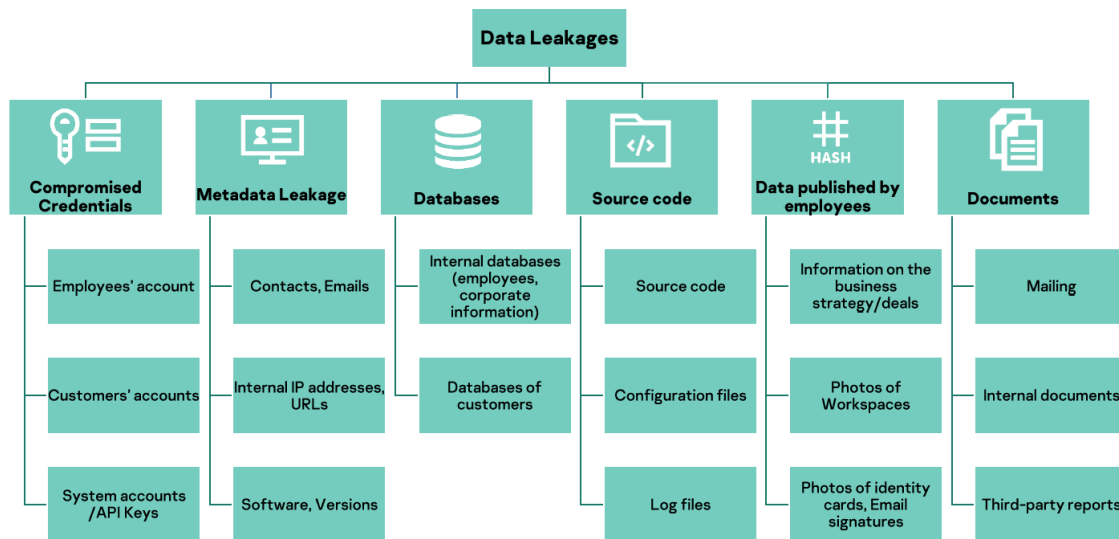 Data Leakages
Compromised
Credentials
Metadata Leakage
Databases
</>
Source code
HASH
Data published by
employees
Documents
Employees' account
Contacts, Emails
Internal databases
(employees,
corporate
information)
Source code
Information on the
business
strategy/deals
Mailing
Customers' accounts
Internal IP addresses,
URLs
Databases of
customers
Configuration files
Photos of
Workspaces
Internal documents
System accounts
/API Keys
Software, Versions
Log files
Photos of identity
cards, Email
signatures
Third-party reports